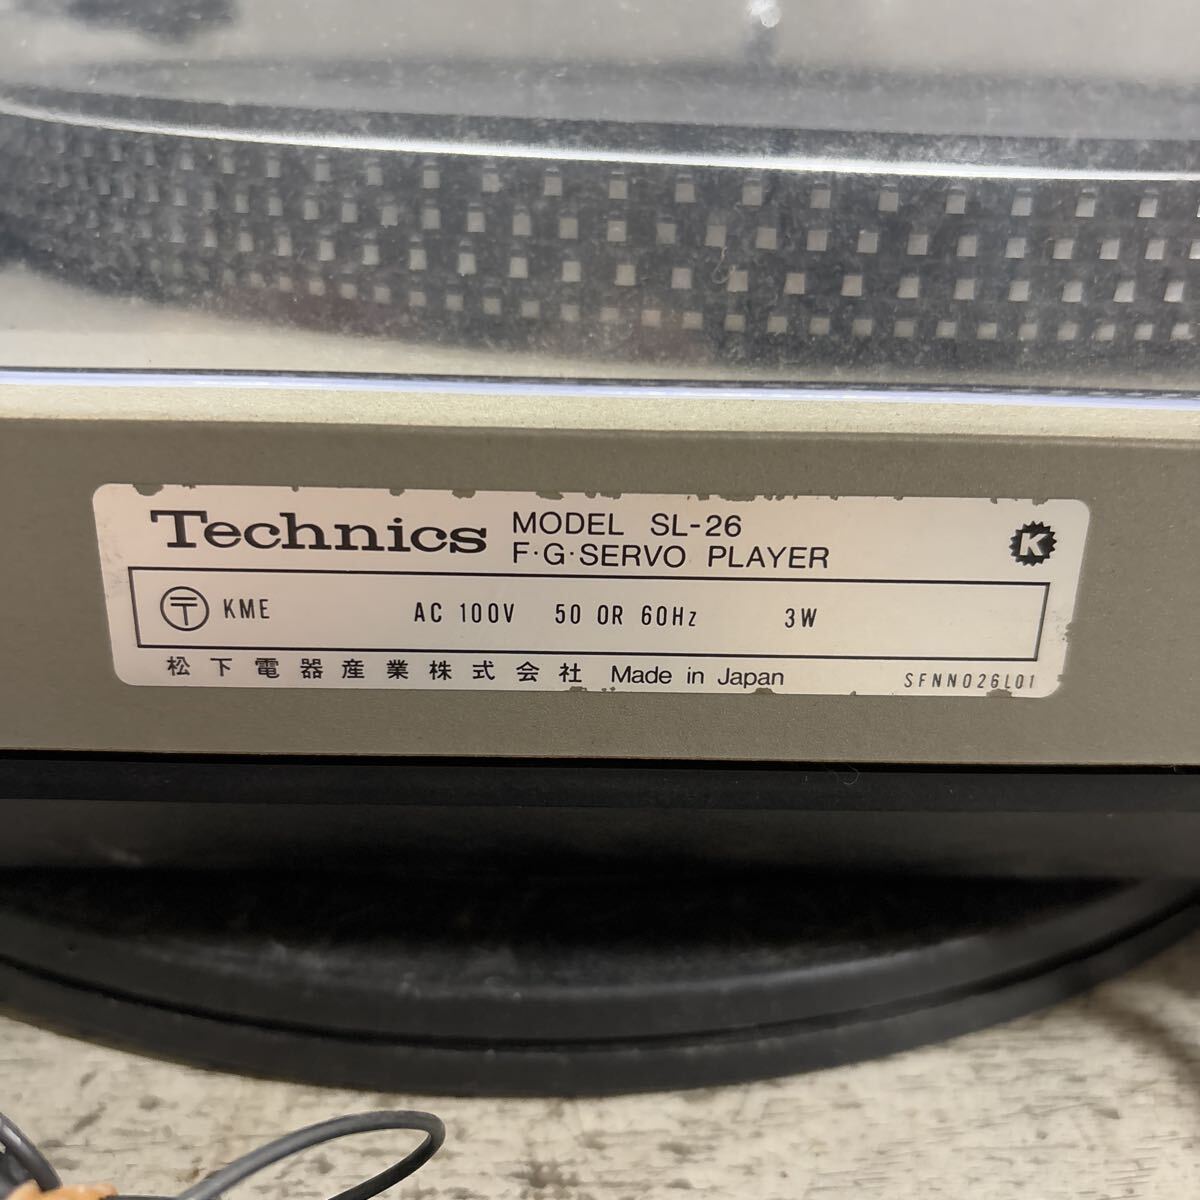 Technics MODEL SL-26
F·G·SERVO PLAYER
K
〒 KME AC 100V 50 OR 60Hz 3W
松下電器産業株式会社 Made in Japan SFNN026L01